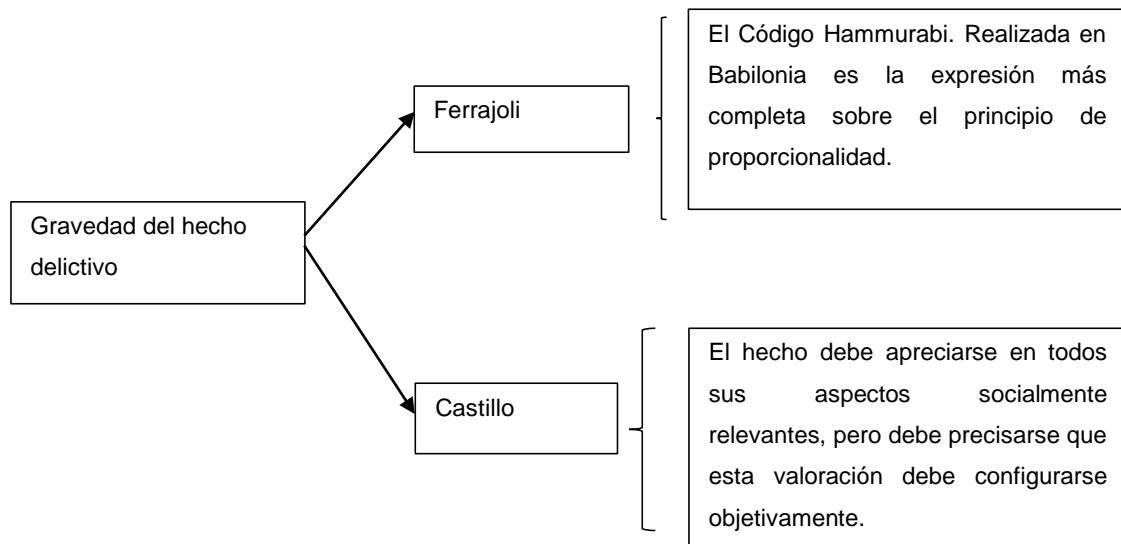 El Código Hammurabi. Realizada en
Babilonia es la expresión más
completa sobre el principio de
proporcionalidad.
Ferrajoli
Gravedad del hecho
delictivo
El hecho debe apreciarse en todos
sus aspectos socialmente
relevantes, pero debe precisarse que
esta valoración debe configurarse
objetivamente.
Castillo